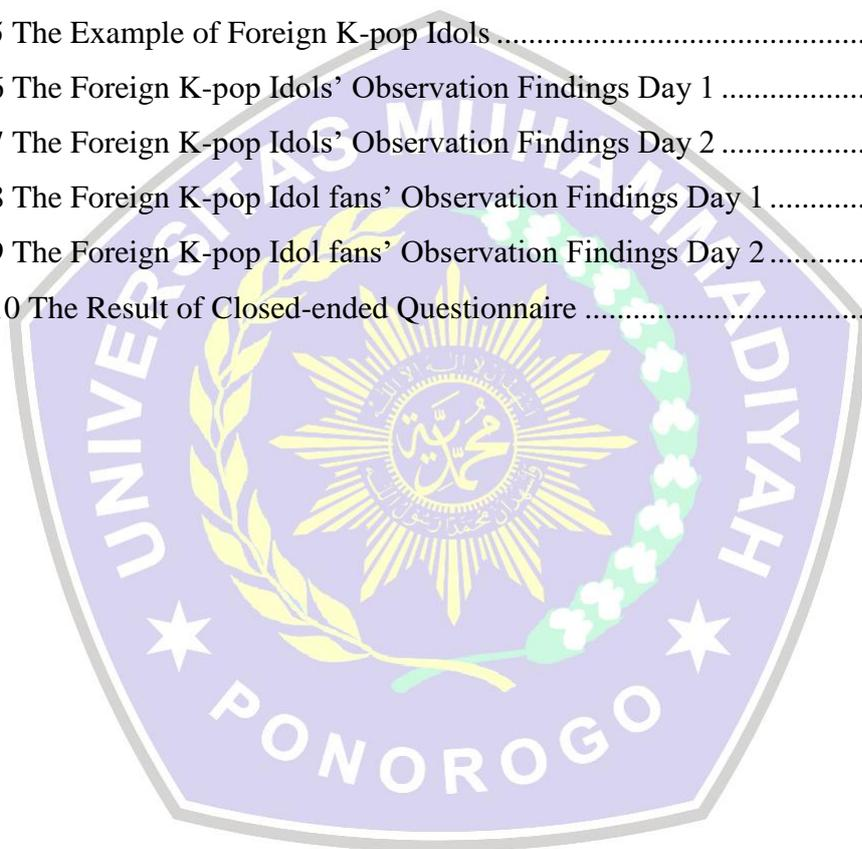 5 The Example of Foreign K-pop Idols ..............................................
6 The Foreign K-pop Idols’ Observation Findings Day 1 ..................
7 The Foreign K-pop Idols’ Observation Findings Day 2 ..................
8 The Foreign K-pop Idol fans’ Observation Findings Day 1 ............
9 The Foreign K-pop Idol fans’ Observation Findings Day 2 ............
10 The Result of Closed-ended Questionnaire ...................................
UNIVERSITAS MUHAMMADIYAH
PONOROGO
محمدية